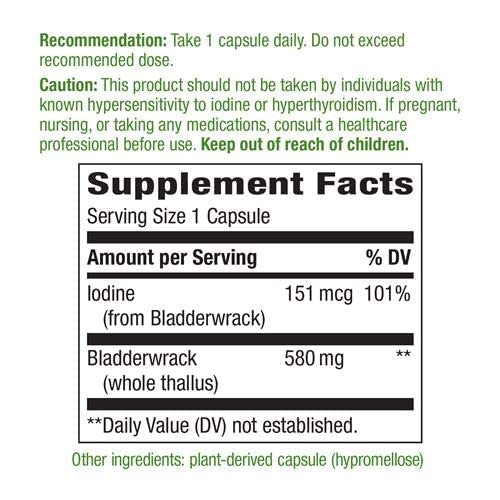 Recommendation: Take 1 capsule daily. Do not exceed
recommended dose.
Caution: This product should not be taken by individuals with
known hypersensitivity to iodine or hyperthyroidism. If pregnant,
nursing, or taking any medications, consult a healthcare
professional before use. Keep out of reach of children.
Supplement Facts
Serving Size 1 Capsule
Amount per Serving % DV
Iodine 151 mcg 101%
(from Bladderwrack)
Bladderwrack 580 mg **
(whole thallus)
**Daily Value (DV) not established.
Other ingredients: plant-derived capsule (hypromellose)